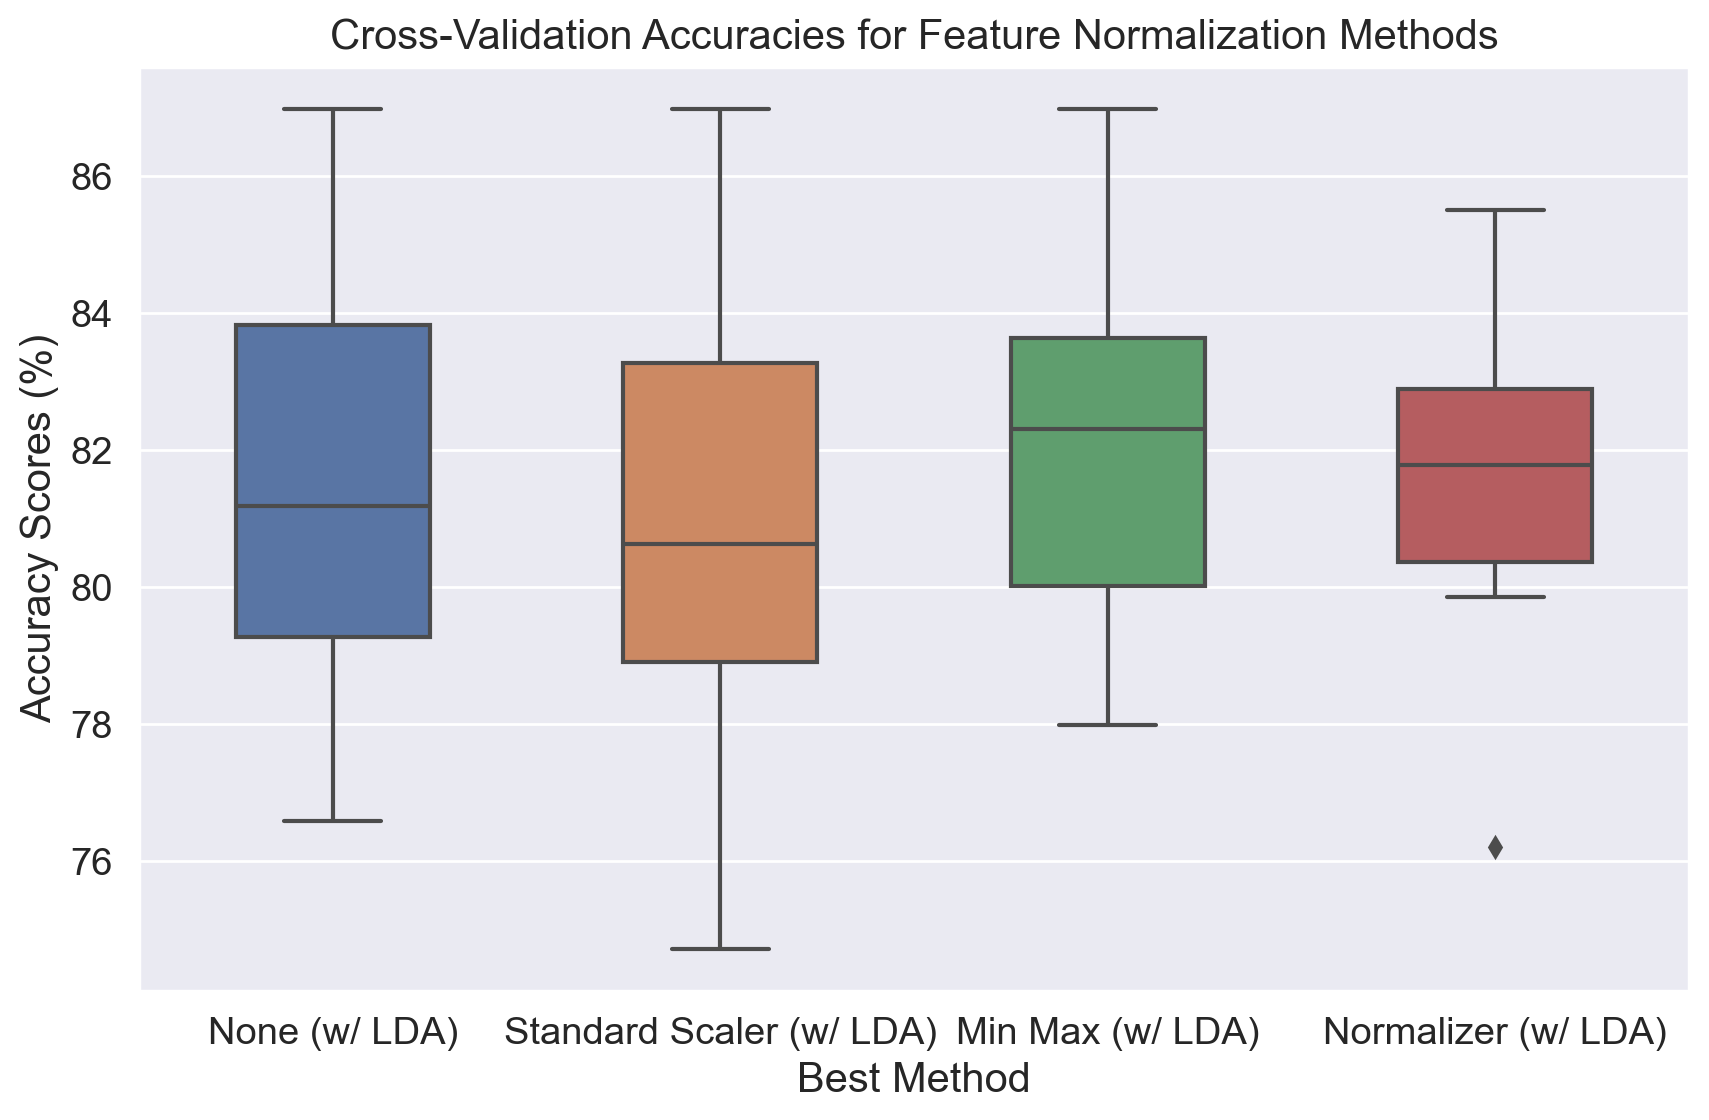 Cross-Validation Accuracies for Feature Normalization Methods
Accuracy Scores (%)
86
84
82
80
78
76
None (w/ LDA) Standard Scaler (w/ LDA) Min Max (w/ LDA) Normalizer (w/ LDA)
Best Method